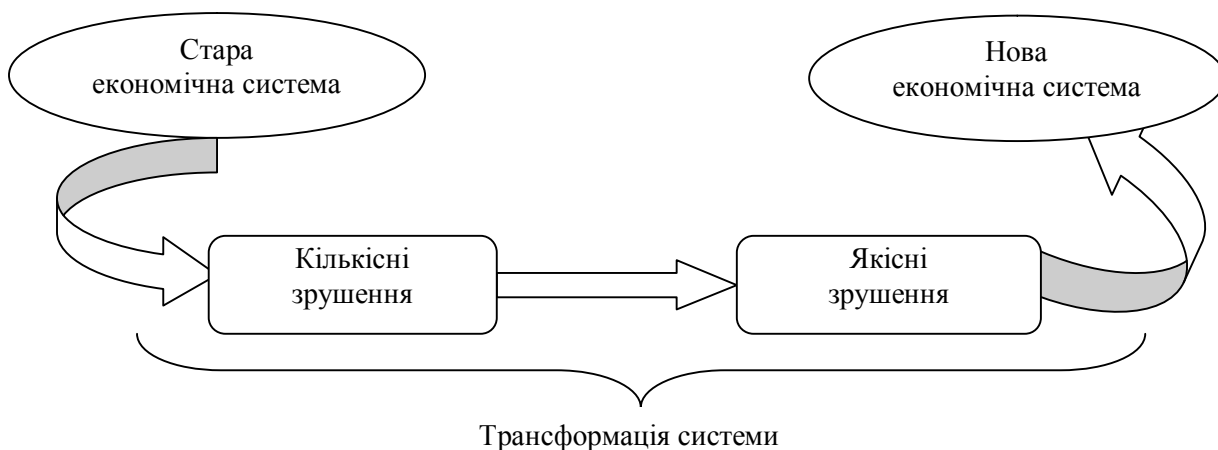 Стара
економічна система
Нова
економічна система
Кількісні
зрушення
Якісні
зрушення
Трансформація системи